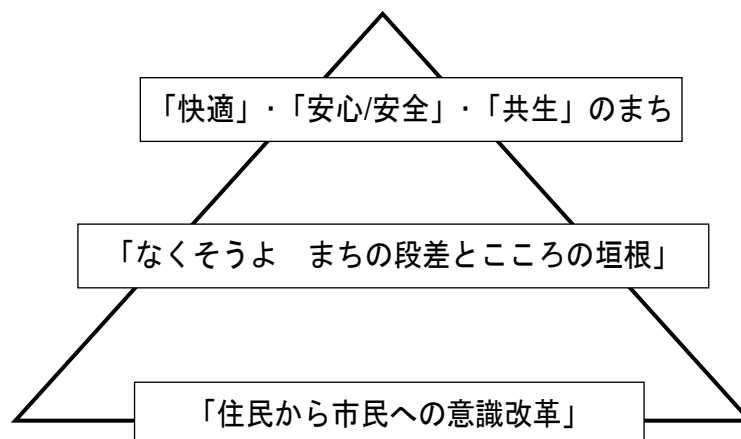 「快適」・「安心/安全」・「共生」のまち
「なくそうよ　まちの段差とこころの垣根」
「住民から市民への意識改革」